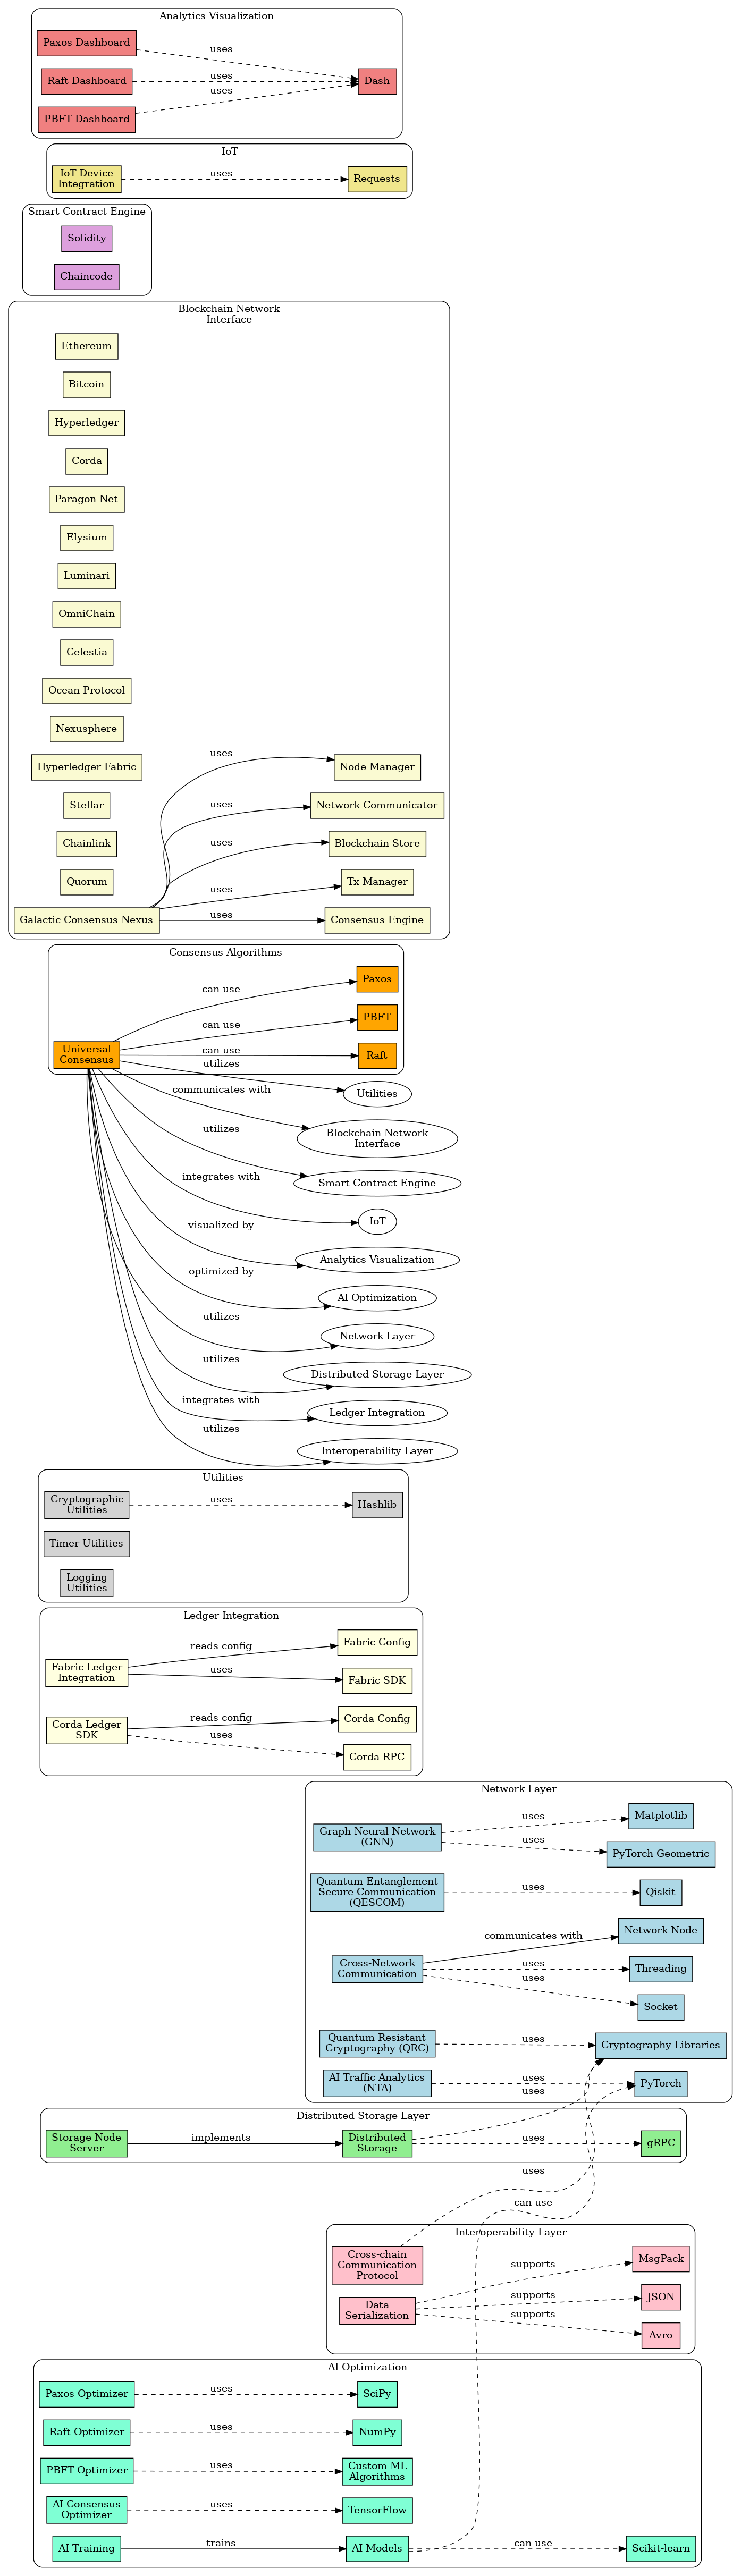 Analytics Visualization
Paxos Dashboard
uses
Raft Dashboard
uses
Dash
uses
PBFT Dashboard
IoT
IoT Device
Integration
uses
Requests
Smart Contract Engine
Solidity
Chaincode
Blockchain Network
Interface
Ethereum
Bitcoin
Hyperledger
Corda
Paragon Net
Elysium
Luminari
OmniChain
Celestia
Ocean Protocol
Nexusphere
uses
Hyperledger Fabric
Node Manager
Stellar
uses
Network Communicator
Chainlink
uses
Blockchain Store
Quorum
uses
Tx Manager
Galactic Consensus Nexus
uses
Consensus Engine
Consensus Algorithms
Paxos
can use
PBFT
can use
Universal
Consensus
can use
Raft
utilizes
Utilities
communicates with
Blockchain Network
Interface
utilizes
Smart Contract Engine
integrates with
IoT
visualized by
Analytics Visualization
optimized by
AI Optimization
utilizes
Network Layer
utilizes
Distributed Storage Layer
integrates with
Ledger Integration
utilizes
Interoperability Layer
Utilities
Cryptographic
Utilities
uses
Hashlib
Timer Utilities
Logging
Utilities
Ledger Integration
Fabric Ledger
Integration
reads config
Fabric Config
uses
Fabric SDK
Corda Ledger
SDK
reads config
Corda Config
uses
Corda RPC
Network Layer
Graph Neural Network
(GNN)
uses
Matplotlib
uses
PyTorch Geometric
Quantum Entanglement
Secure Communication
(QESCOM)
uses
Qiskit
Cross-Network
Communication
communicates with
Network Node
uses
Threading
uses
Socket
Quantum Resistant
Cryptography (QRC)
uses
Cryptography Libraries
AI Traffic Analytics
(NTA)
uses
PyTorch
uses
Distributed Storage Layer
Storage Node
Server
implements
Distributed
Storage
uses
gRPC
uses
can use
Interoperability Layer
Cross-chain
Communication
Protocol
Data
Serialization
supports
MsgPack
supports
JSON
supports
Avro
AI Optimization
Paxos Optimizer
uses
SciPy
Raft Optimizer
uses
NumPy
PBFT Optimizer
uses
Custom ML
Algorithms
AI Consensus
Optimizer
uses
TensorFlow
AI Training
trains
AI Models
can use
Scikit-learn